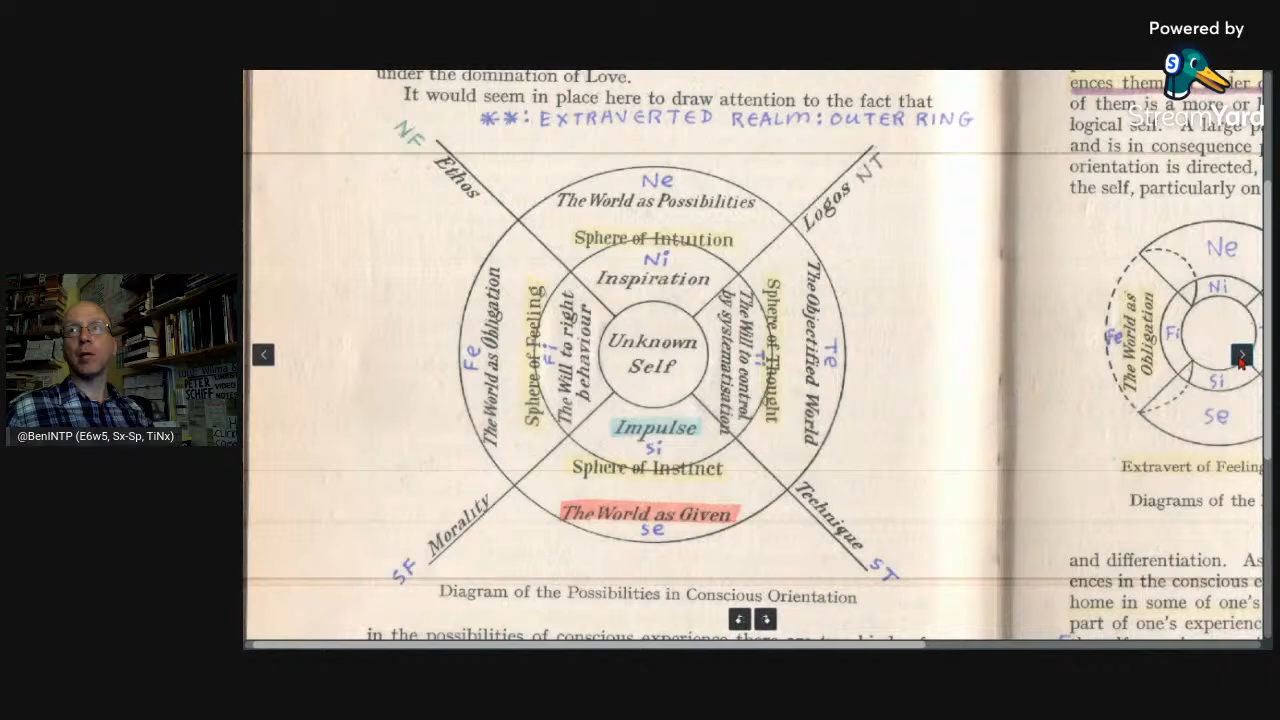 Powered by
S
StreamYard
under the domination of Love.
It would seem in place here to draw attention to the fact that
**: EXTRAVERTED REALM: OUTER RING
NF
Ethos
Logos NT
Ne
The World as Possibilities
Sphere of Intuition
Ni
Inspiration
Fe
The World as Obligation
Sphere of Feeling
Fi
The Will to right
behaviour
Unknown
Self
The Will to control
by systematisation
Ti
Sphere of Thought
The Objectified World
Te
Impulse
Si
Sphere of Instinct
The World as Given
Se
Morality
SF
Technique
ST
Diagram of the Possibilities in Conscious Orientation
in the possibilities of conscious experience there are two kinds of
ences them
of them is a more or l
logical self. A large p
and is in consequence p
orientation is directed,
the self, particularly on
Ne
Ni
Fe
The World as
Obligation
Fi
Si
Se
Extravert of Feeling
Diagrams of the
and differentiation. As
ences in the conscious e
home in some of one's
part of one's experienc
@BenINTP (E6w5, Sx-Sp, TiNx)
PETER
SCHIFF